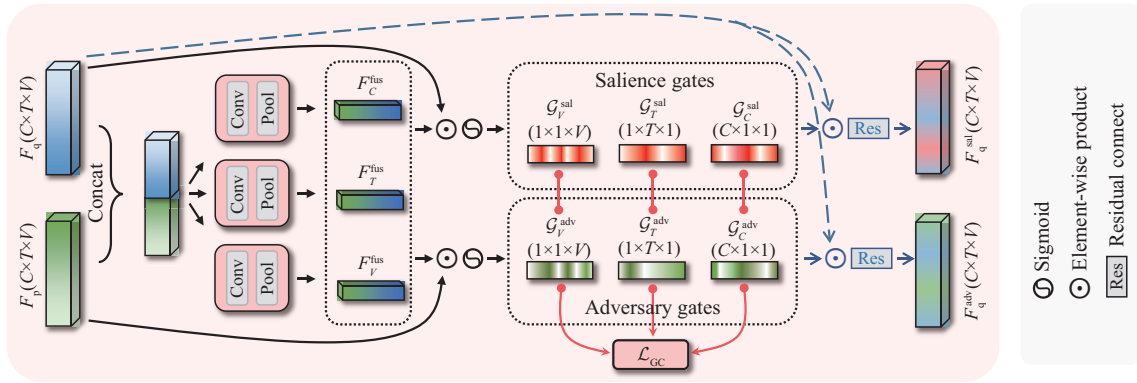 F_q(C×T×V)
F_p(C×T×V)
Concat
Conv
Pool
Conv
Pool
Conv
Pool
F_C^fus
F_T^fus
F_V^fus
Salience gates
𝒢_V^sal
(1×1×V)
𝒢_T^sal
(1×T×1)
𝒢_C^sal
(C×1×1)
𝒢_V^adv
(1×1×V)
𝒢_T^adv
(1×T×1)
𝒢_C^adv
(C×1×1)
Adversary gates
ℒ_GC
Res
Res
F_q^sal(C×T×V)
F_q^adv(C×T×V)
Sigmoid
Element-wise product
Res
Residual connect